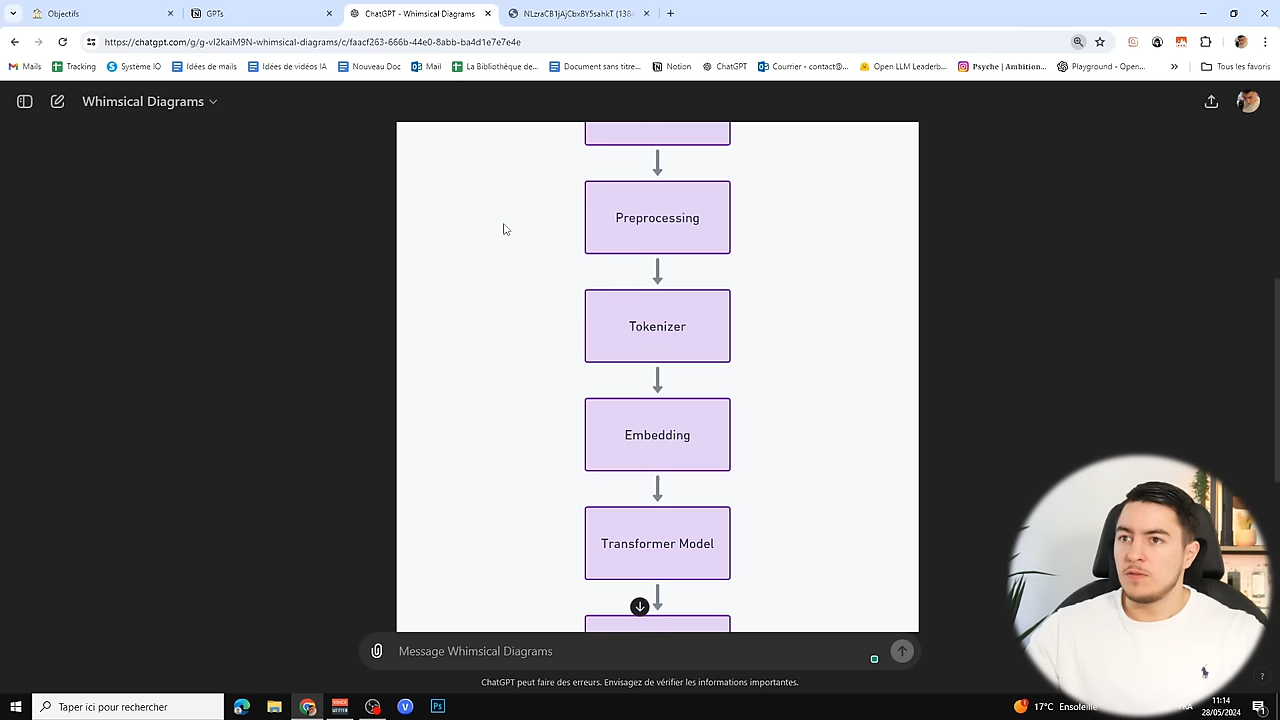 Objectifs
GPTs
ChatGPT - Whimsical Diagrams
https://chatgpt.com/g/g-vI2kaiM9N-whimsical-diagrams/c/faacf263-666b-44e0-8abb-ba4d1e7e7e4e
Mails
Tracking
Système IO
Idées de mails
Idées de vidéos IA
Nouveau Doc
Mail
La Bibliothèque de...
Document sans titre...
Notion
ChatGPT
Courrier - contact@...
Open LLM Leaderb...
Psyche | Ambition...
Playground - Open...
»
Tous les favoris
Whimsical Diagrams
Preprocessing
Tokenizer
Embedding
Transformer Model
Message Whimsical Diagrams
ChatGPT peut faire des erreurs. Envisagez de vérifier les informations importantes.
?
Taper ici pour rechercher
17°C Ensoleillé
11:14
28/05/2024